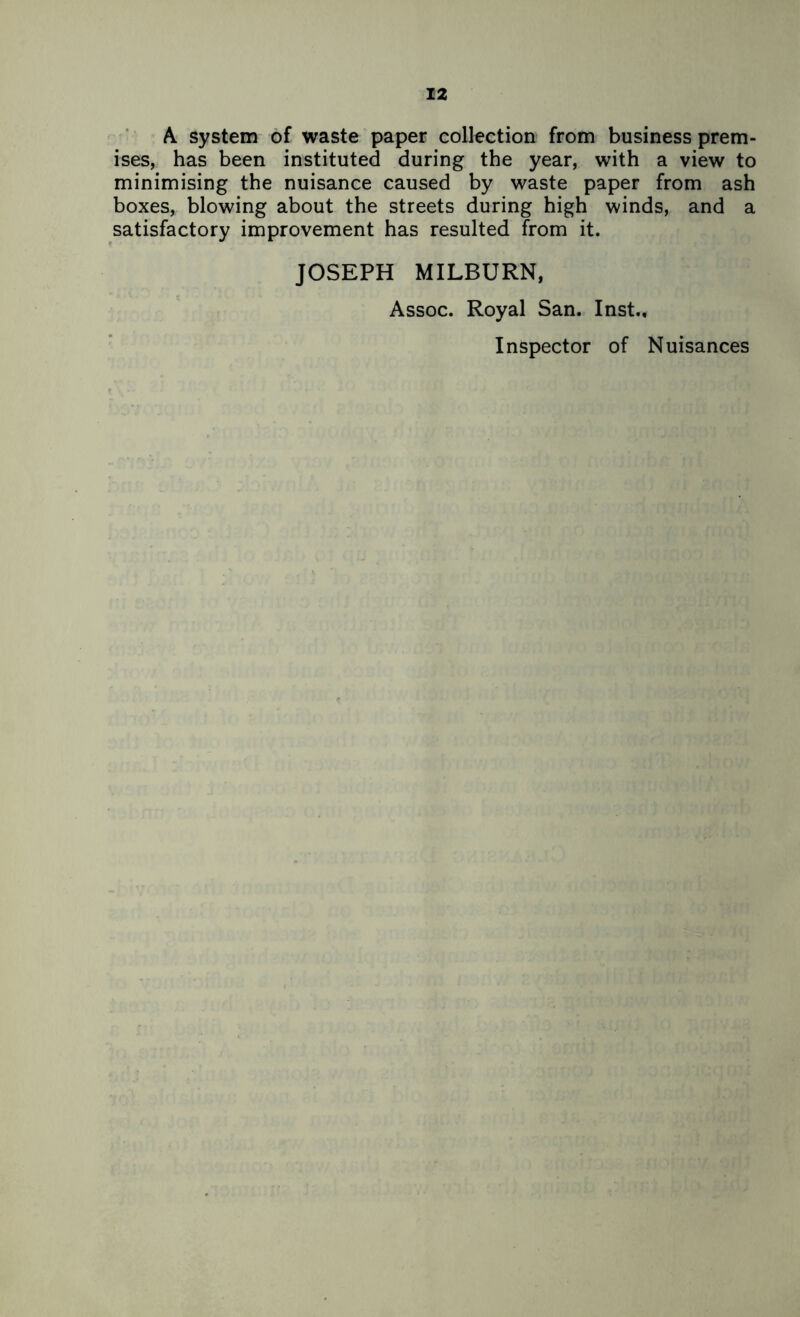 12
A system of waste paper collection from business prem-
ises, has been instituted during the year, with a view to
minimising the nuisance caused by waste paper from ash
boxes, blowing about the streets during high winds, and a
satisfactory improvement has resulted from it.
JOSEPH MILBURN,
Assoc. Royal San. Inst.,
Inspector of Nuisances